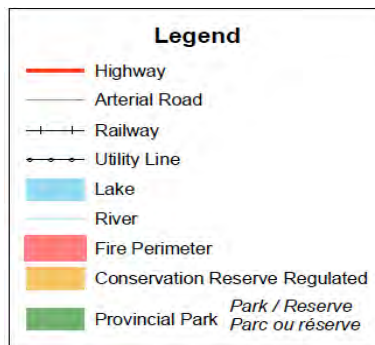 Legend
Highway
Arterial Road
Railway
Utility Line
Lake
River
Fire Perimeter
Conservation Reserve Regulated
Provincial Park
Park / Reserve
Parc ou réserve